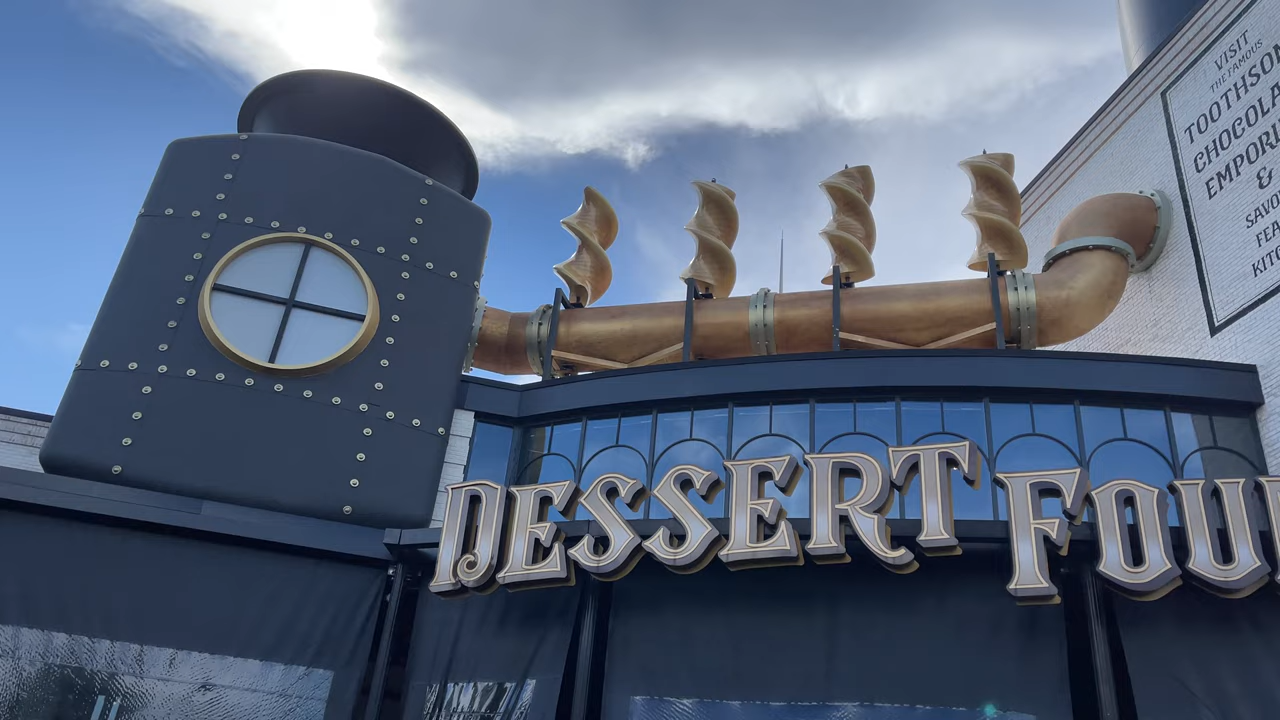 DESSERT FOU
VISIT
THE FAMOUS
TOOTHSO
CHOCOLA
EMPORI
&
SAVO
FEA
KITC